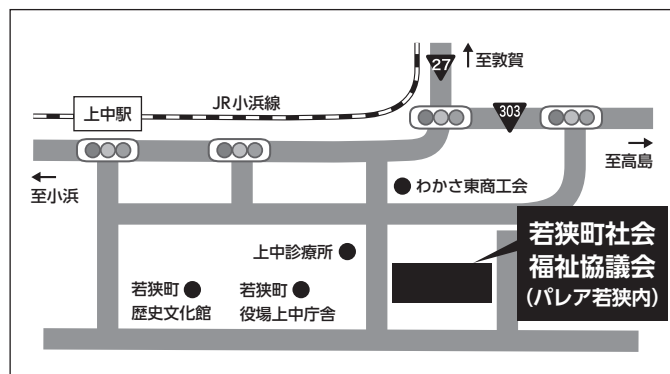 27
至敦賀
JR小浜線
上中駅
303
至小浜
至高島
わかさ東商工会
若狭町社会
福祉協議会
(パレア若狭内)
上中診療所
若狭町
歴史文化館
若狭町
役場上中庁舎